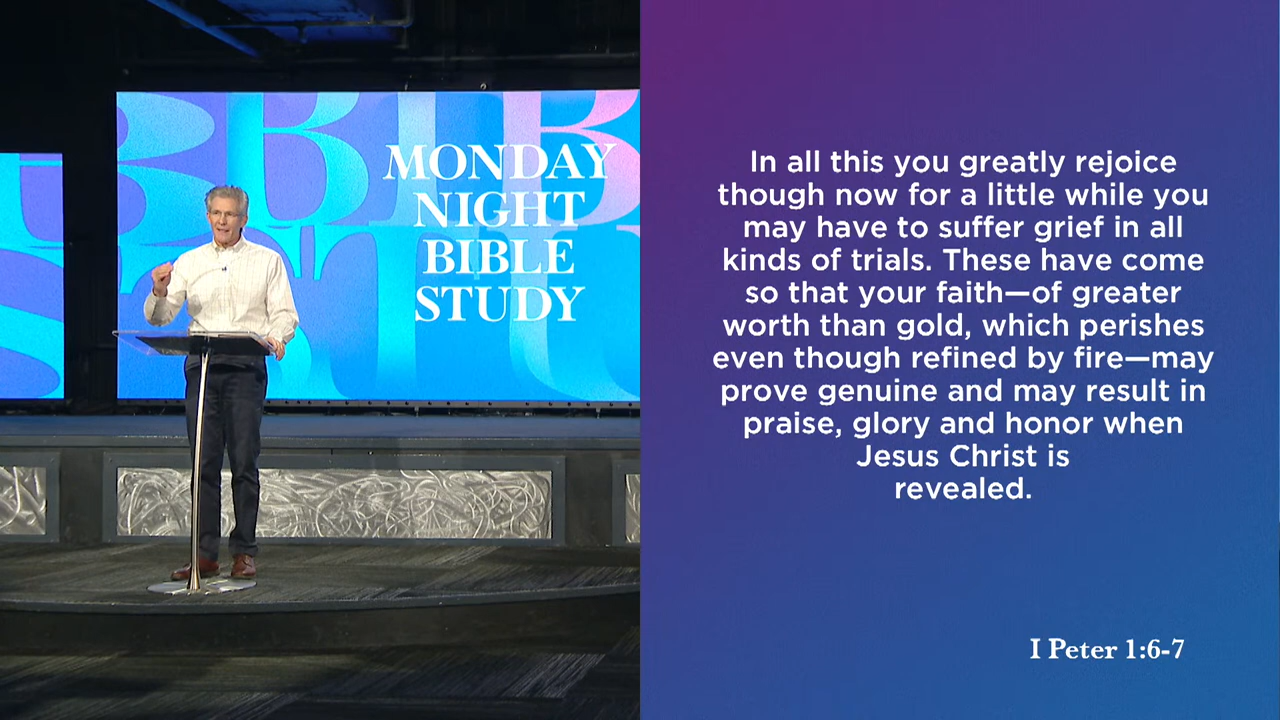 MONDAY
NIGHT
BIBLE
STUDY
In all this you greatly rejoice
though now for a little while you
may have to suffer grief in all
kinds of trials. These have come
so that your faith—of greater
worth than gold, which perishes
even though refined by fire—may
prove genuine and may result in
praise, glory and honor when
Jesus Christ is
revealed.
I Peter 1:6-7